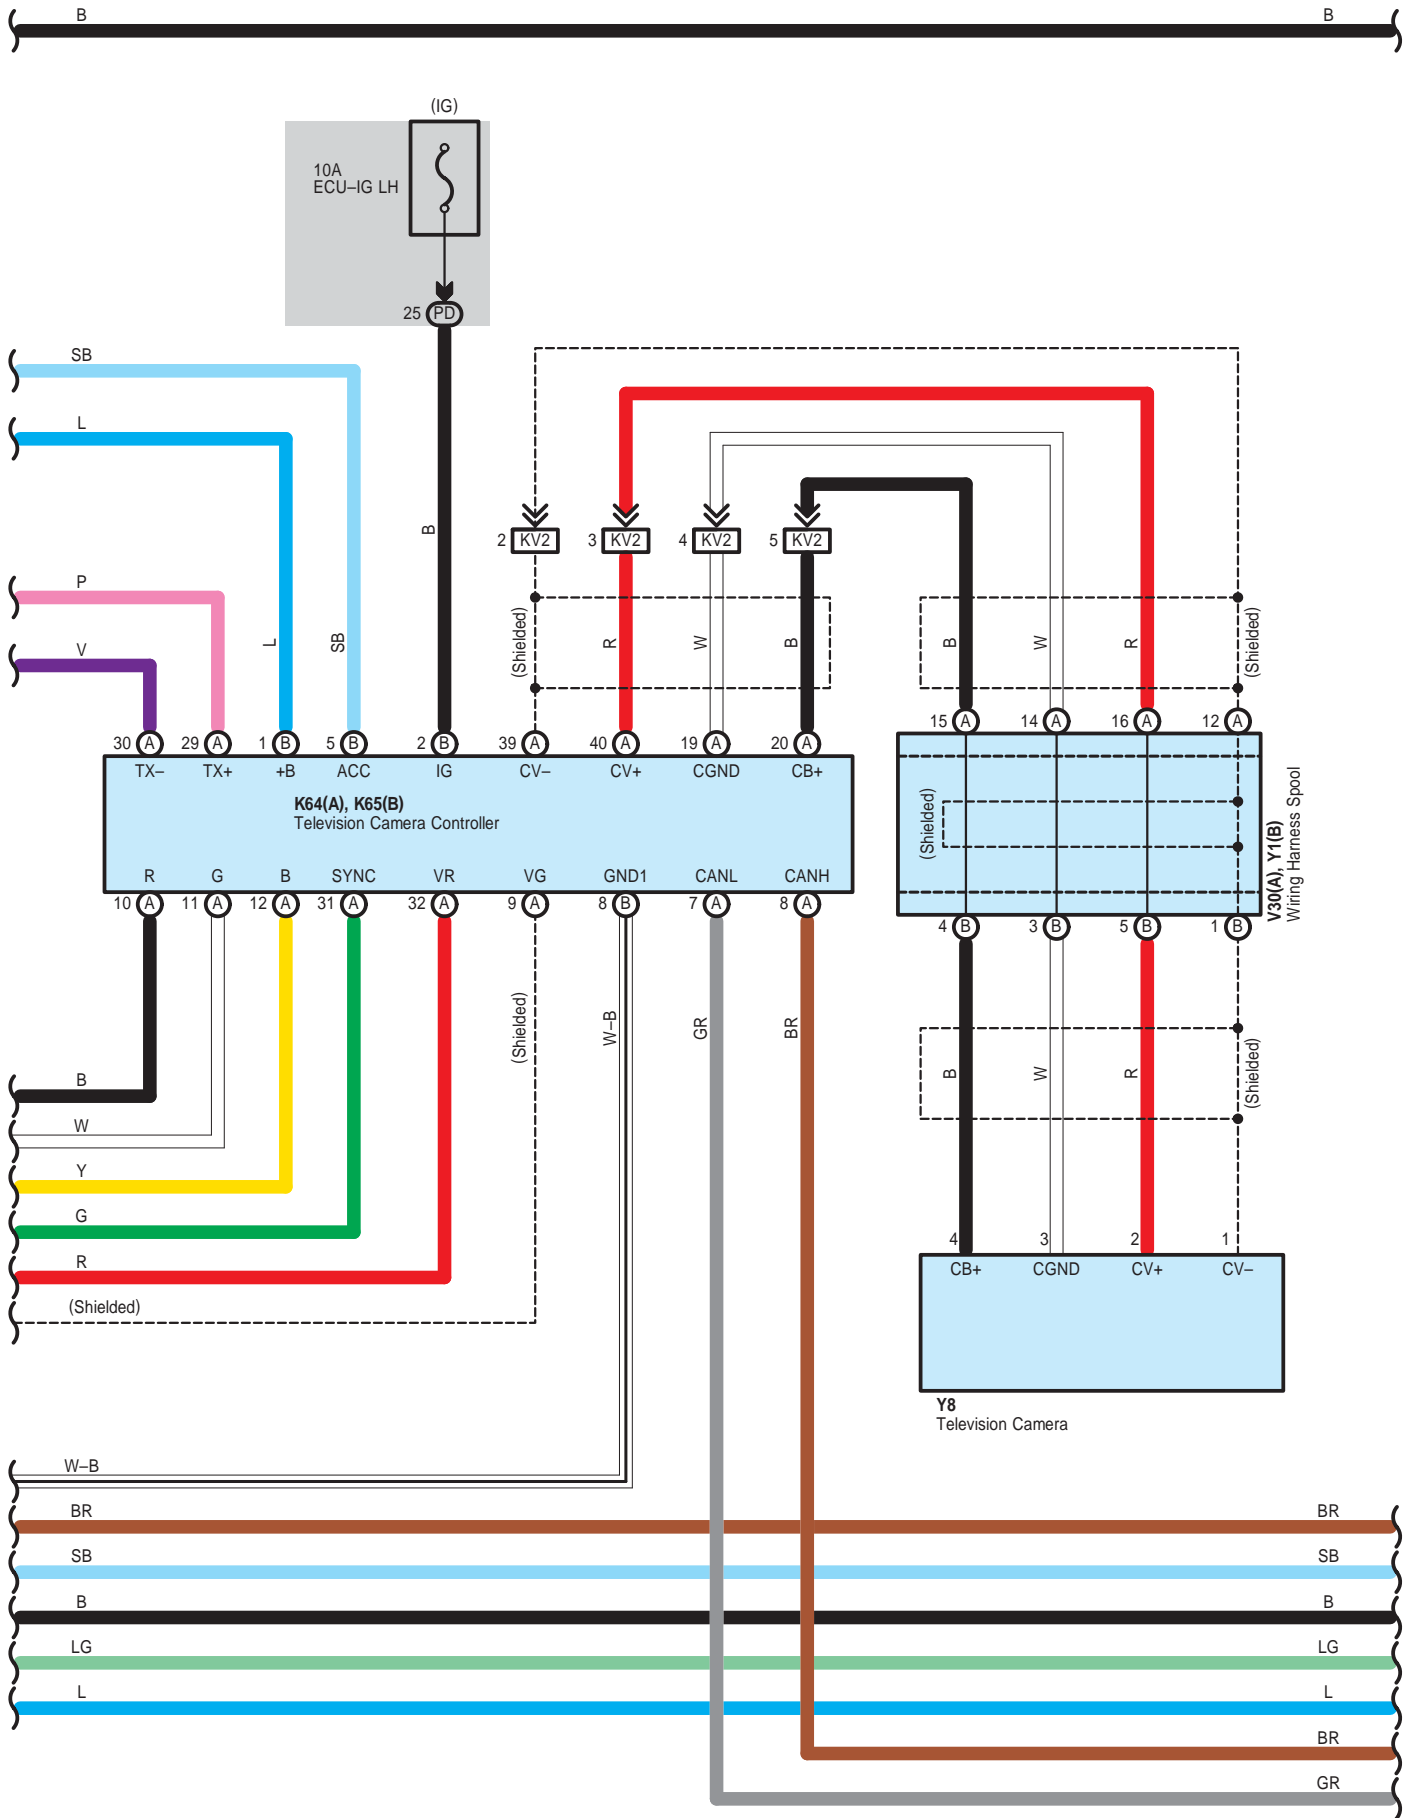 B B
(IG)
10A
ECU–IG LH
25 PD
SB
L
B
2 KV2 3 KV2 4 KV2 5 KV2
P
V
L
SB
(Shielded)
R
W
B
B
W
R
(Shielded)
15 A 14 A 16 A 12 A
30 A 29 A 1 B 5 B 2 B 39 A 40 A 19 A 20 A
TX– TX+ +B ACC IG CV– CV+ CGND CB+
K64(A), K65(B)
Television Camera Controller
(Shielded)
V30(A), Y1(B)
Wiring Harness Spool
R G B SYNC VR VG GND1 CANL CANH
10 A 11 A 12 A 31 A 32 A 9 A 8 B 7 A 8 A
4 B 3 B 5 B 1 B
(Shielded)
W–B
GR
BR
B
W
R
(Shielded)
B
W
Y
G
R
(Shielded)
4 3 2 1
CB+ CGND CV+ CV–
Y8
Television Camera
W–B
BR BR
SB SB
B B
LG LG
L L
BR
GR